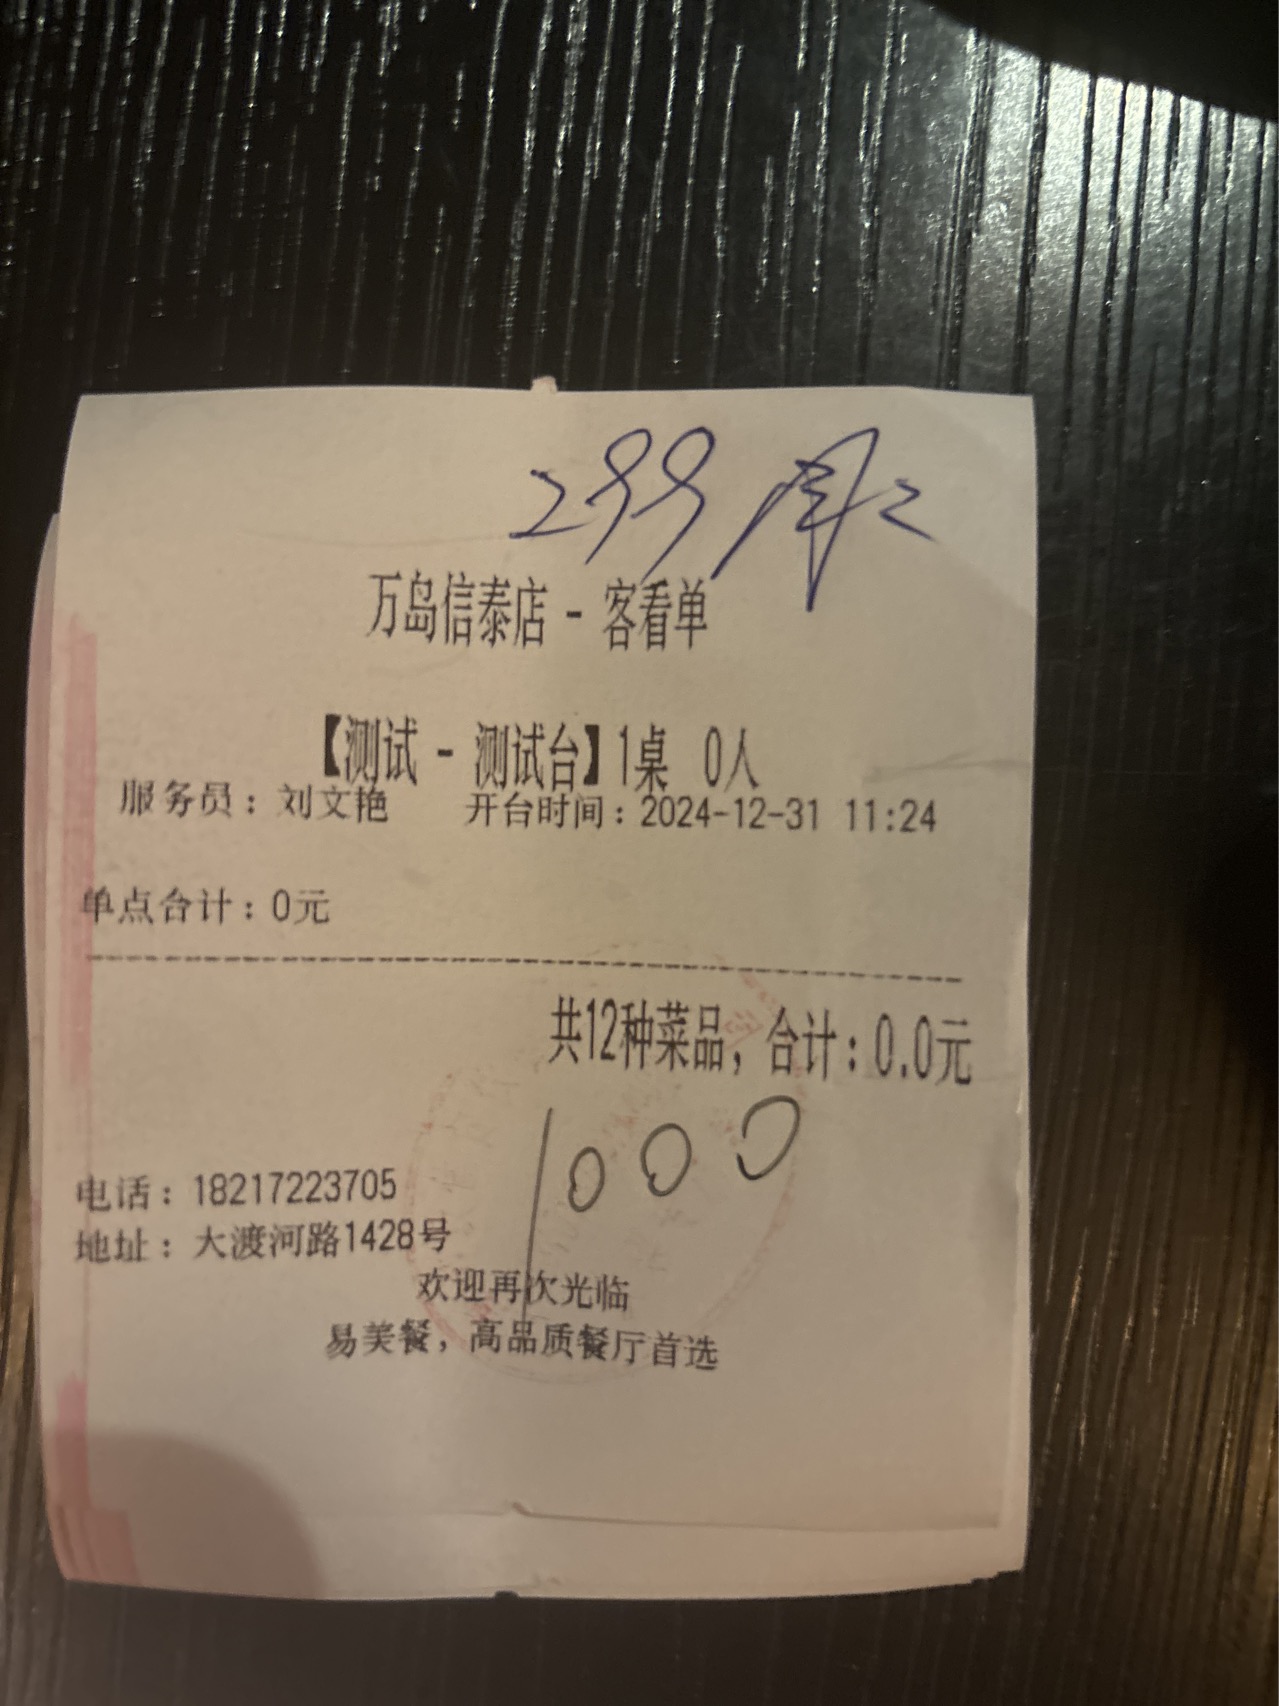 299 周二
万岛信泰店 - 客看单
【测试 - 测试台】1桌 0人
服务员：刘文艳 开台时间：2024-12-31 11:24
单点合计：0元
共12种菜品，合计：0.0元
1000
电话：18217223705
地址：大渡河路1428号
欢迎再次光临
易美餐，高品质餐厅首选